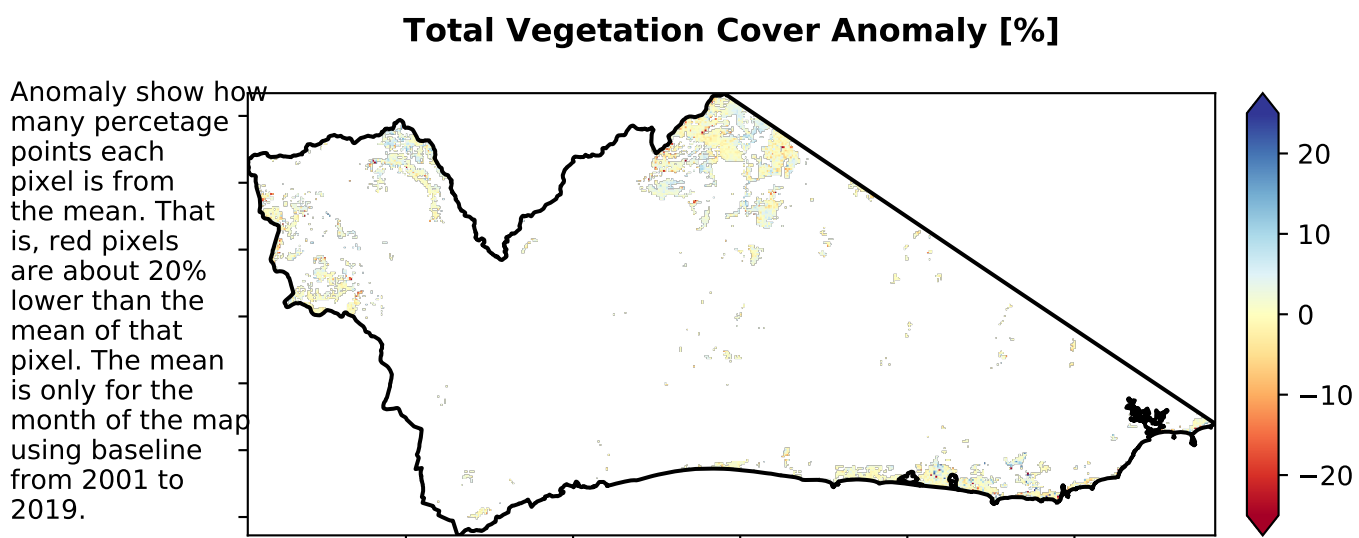 Total Vegetation Cover Anomaly [%]
Anomaly show how
many percetage
points each
pixel is from
the mean. That
is, red pixels
are about 20%
lower than the
mean of that
pixel. The mean
is only for the
month of the map
using baseline
from 2001 to
2019.
20
10
0
−10
−20